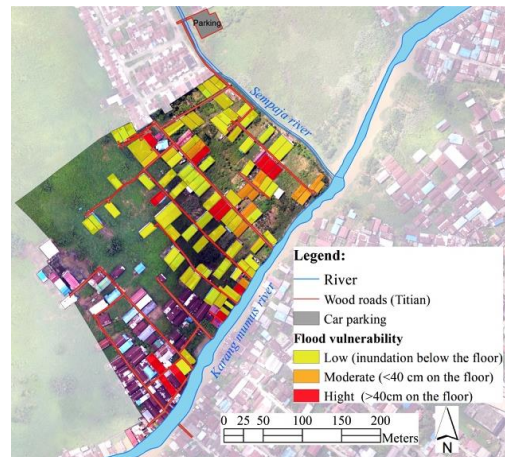 Parking
Sempaja river
Karang mumus river
Legend:
River
Wood roads (Titian)
Car parking
Flood vulnerability
Low (inundation below the floor)
Moderate (<40 cm on the floor)
Hight (>40cm on the floor)
0 25 50 100 150 200
Meters
N